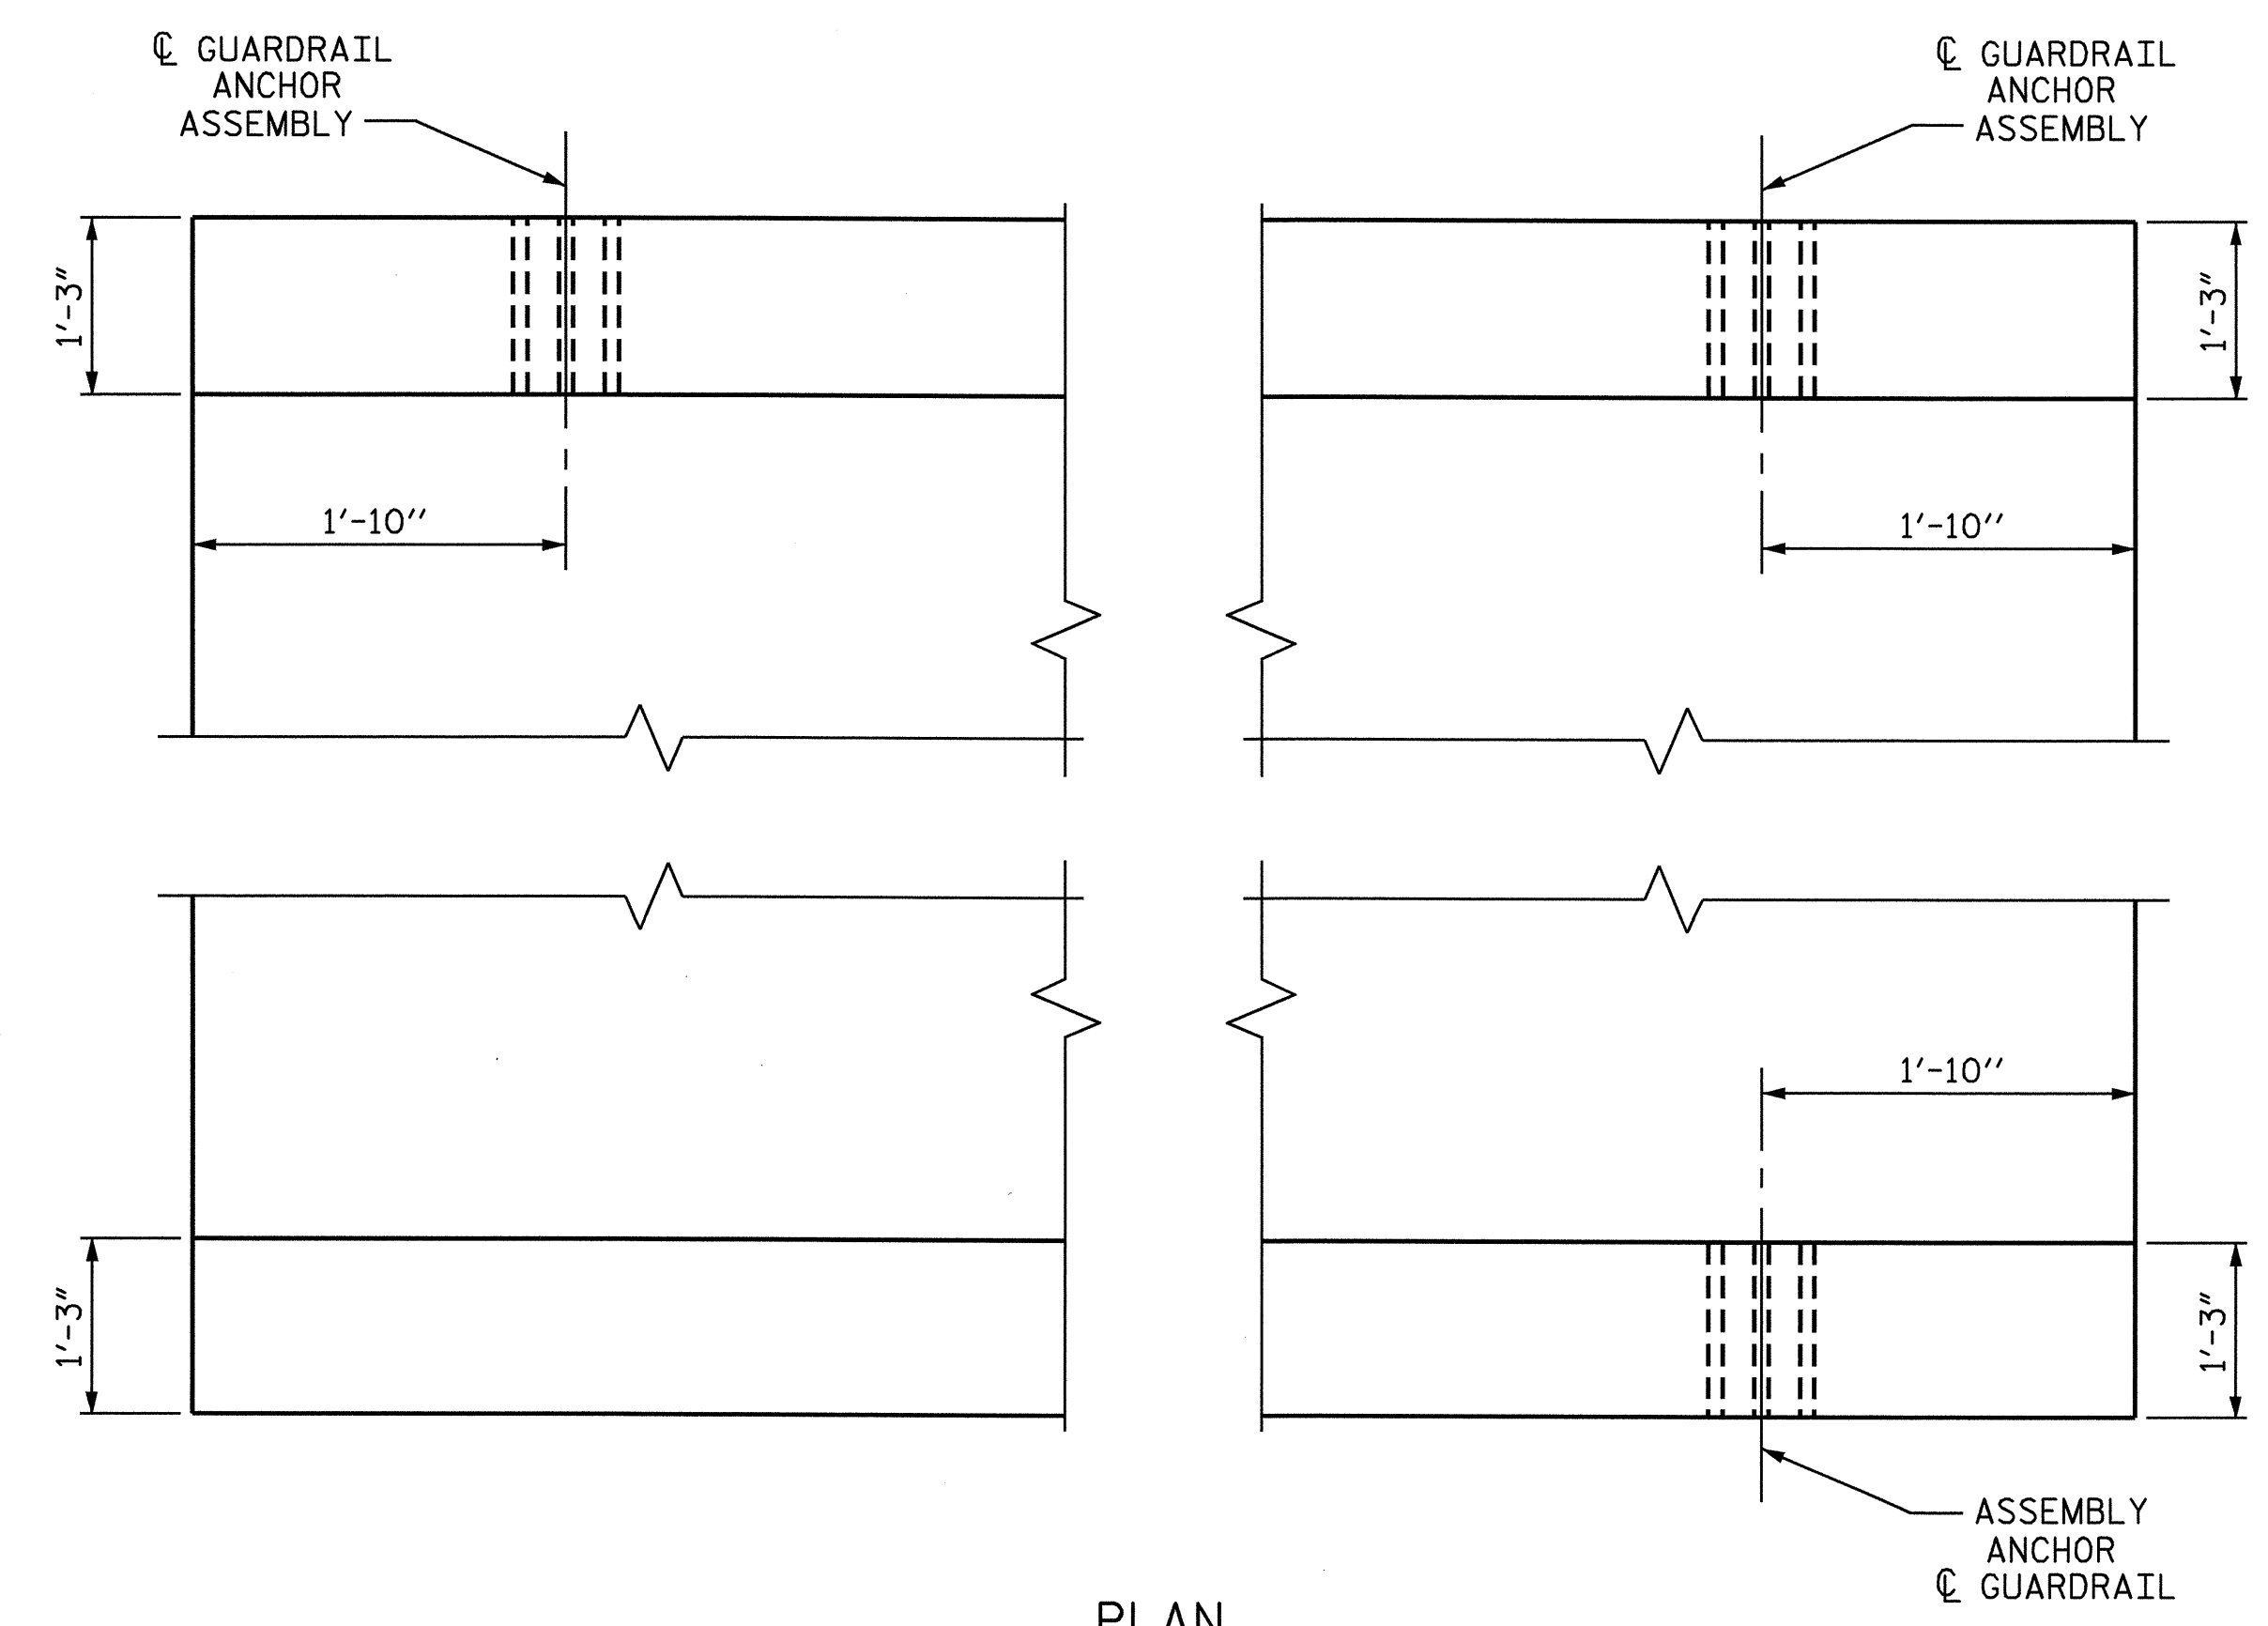 ℄ GUARDRAIL
ANCHOR
ASSEMBLY
℄ GUARDRAIL
ANCHOR
ASSEMBLY
1'-3"
1'-3"
1'-10''
1'-10''
1'-10''
1'-3"
1'-3"
ASSEMBLY
ANCHOR
℄ GUARDRAIL
PLAN